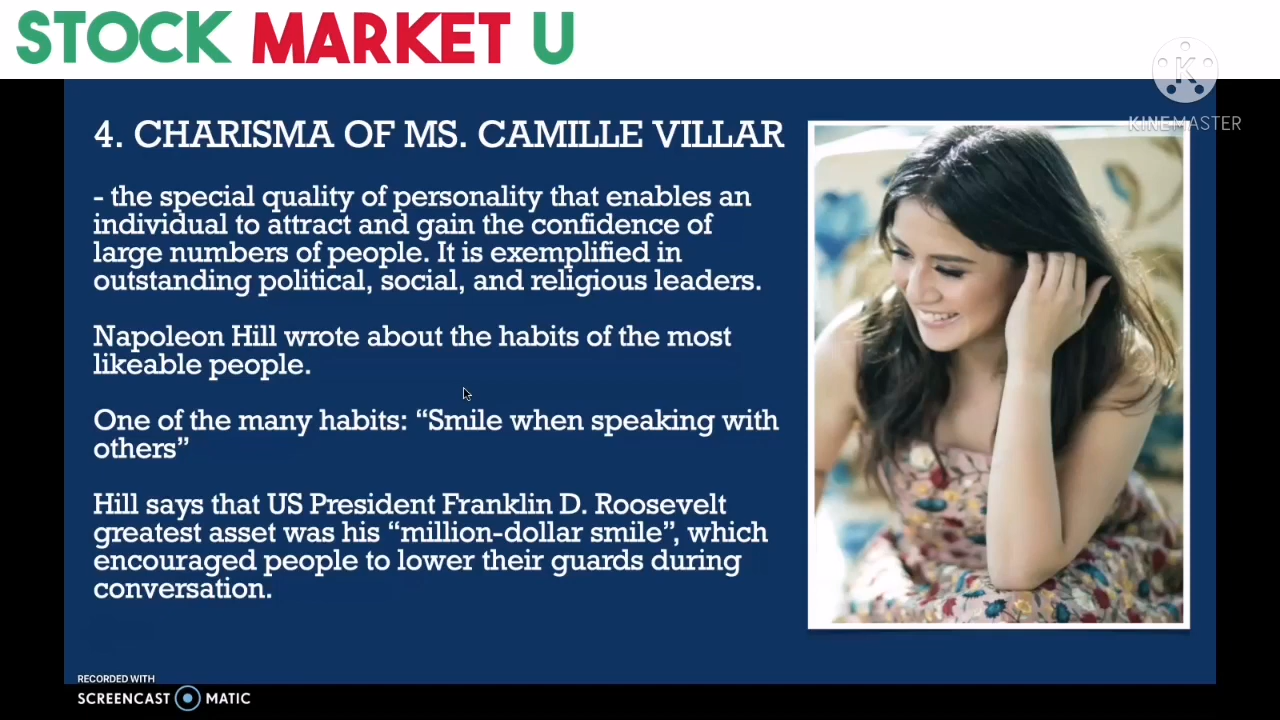 STOCK MARKET U
KINEMASTER
4. CHARISMA OF MS. CAMILLE VILLAR
- the special quality of personality that enables an
individual to attract and gain the confidence of
large numbers of people. It is exemplified in
outstanding political, social, and religious leaders.
Napoleon Hill wrote about the habits of the most
likeable people.
One of the many habits: “Smile when speaking with
others”
Hill says that US President Franklin D. Roosevelt
greatest asset was his “million-dollar smile”, which
encouraged people to lower their guards during
conversation.
RECORDED WITH
SCREENCAST MATIC